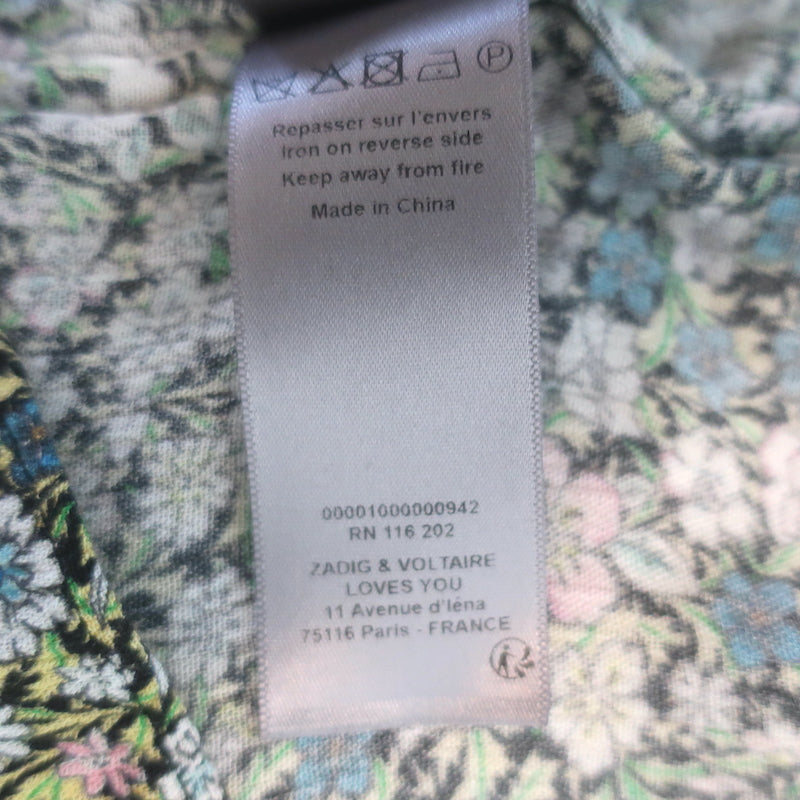 P
Repasser sur l'envers
Iron on reverse side
Keep away from fire
Made in China
00001000000942
RN 116 202
ZADIG & VOLTAIRE
LOVES YOU
11 Avenue d'Iéna
75116 Paris - FRANCE